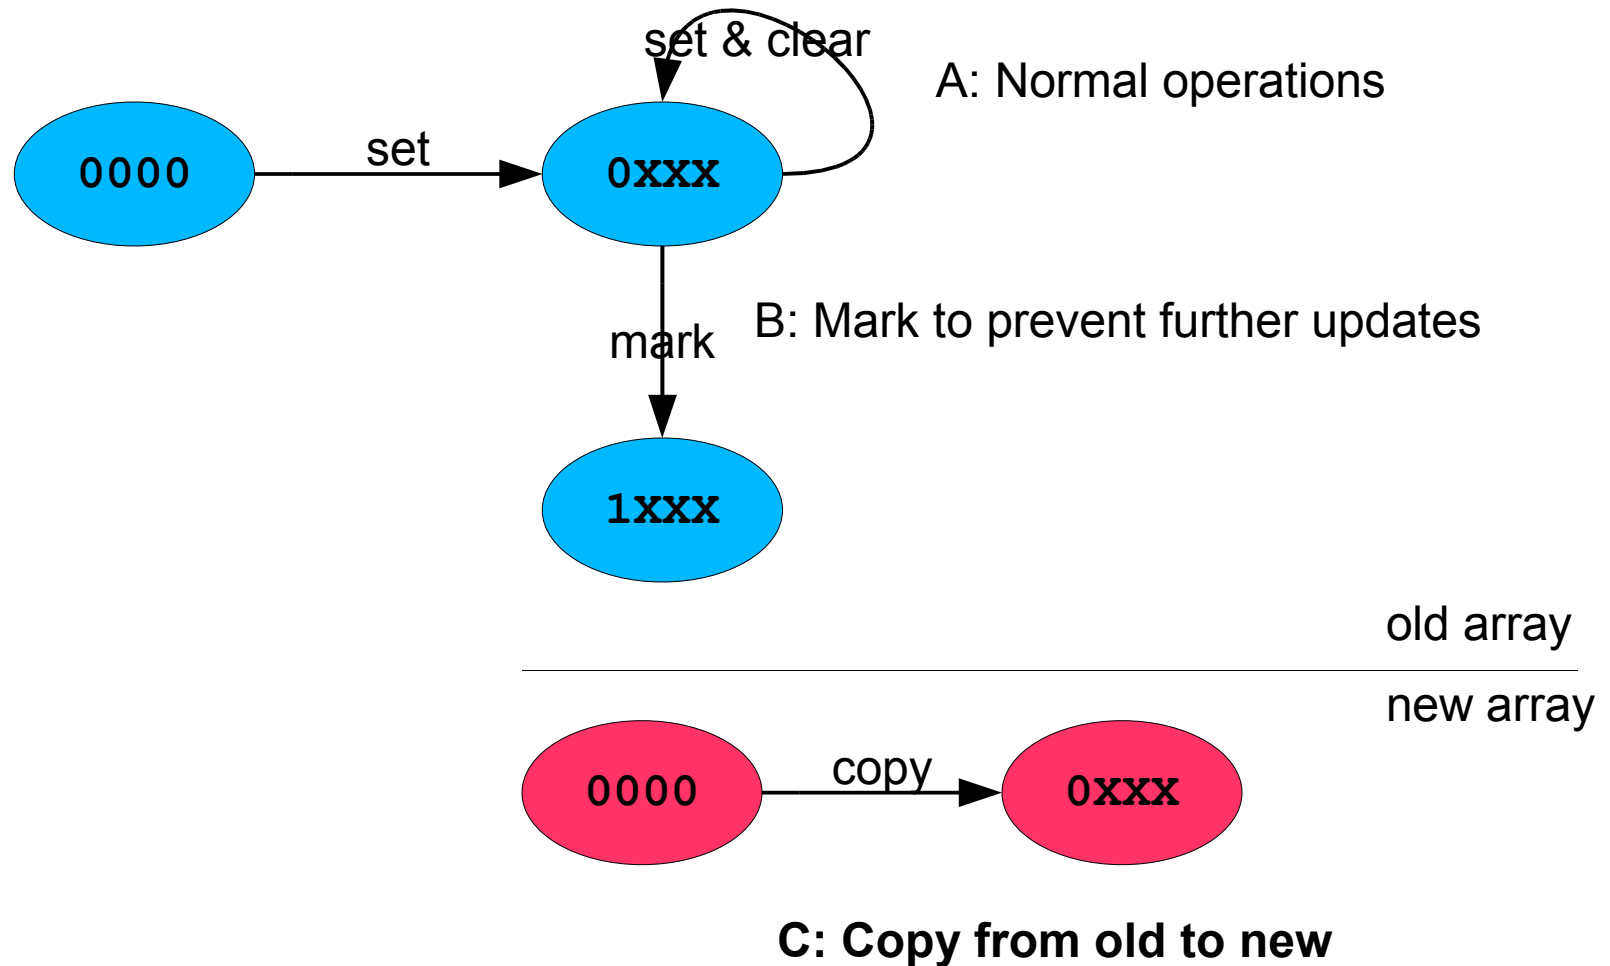 set & clear
A: Normal operations
0000
set
0xxx
B: Mark to prevent further updates
mark
1xxx
old array
new array
0000
copy
0xxx
C: Copy from old to new